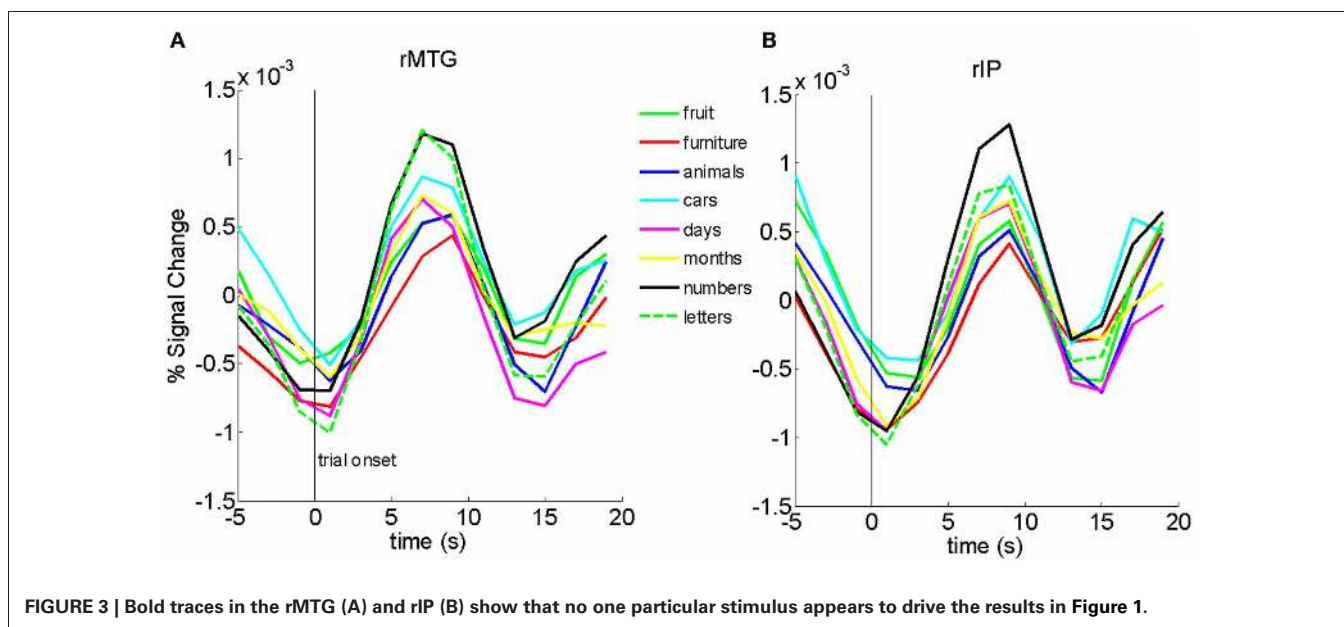 A
rMTG
x 10-3
1.5
1
0.5
0
-0.5
-1
-1.5
% Signal Change
trial onset
-5 0 5 10 15 20
time (s)
fruit
furniture
animals
cars
days
months
numbers
letters
B
rIP
x 10-3
1.5
1
0.5
0
-0.5
-1
-1.5
-5 0 5 10 15 20
time (s)
FIGURE 3 | Bold traces in the rMTG (A) and rIP (B) show that no one particular stimulus appears to drive the results in Figure 1.